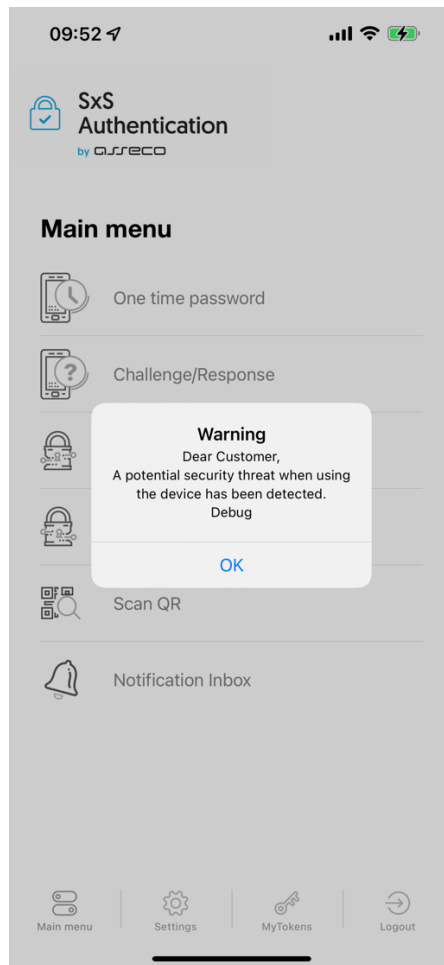 09:52
SxS
Authentication
by asseco
Main menu
One time password
Challenge/Response
Warning
Dear Customer,
A potential security threat when using
the device has been detected.
Debug
OK
Scan QR
Notification Inbox
Main menu
Settings
MyTokens
Logout